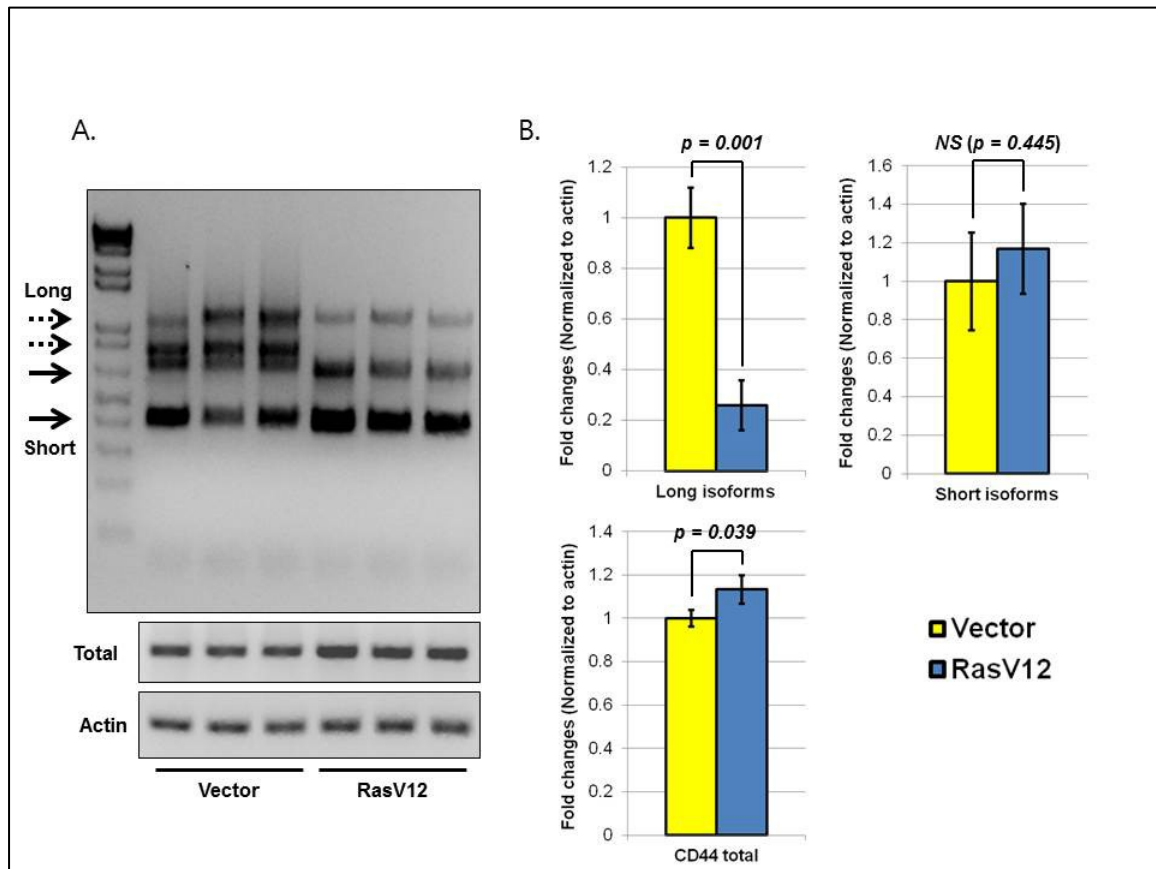 A.
Long
Short
Total
Actin
Vector RasV12
B.
p = 0.001
Fold changes (Normalized to actin)
1.2
1
0.8
0.6
0.4
0.2
0
Long isoforms
NS (p = 0.445)
Fold changes (Normalized to actin)
1.6
1.4
1.2
1
0.8
0.6
0.4
0.2
0
Short isoforms
p = 0.039
Fold changes (Normalized to actin)
1.4
1.2
1
0.8
0.6
0.4
0.2
0
CD44 total
Vector
RasV12